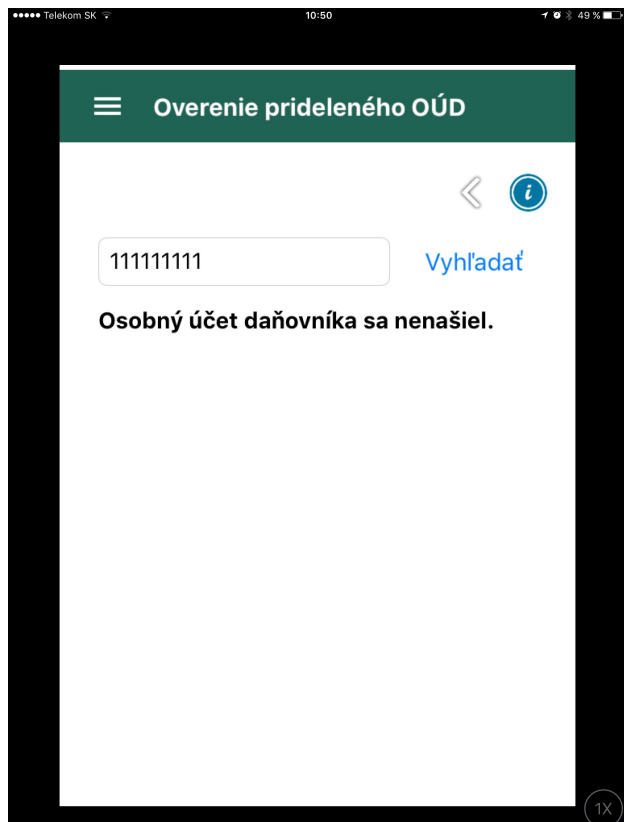 Telekom SK 10:50 49 %
Overenie prideleného OÚD
i
111111111 Vyhľadať
Osobný účet daňovníka sa nenašiel.
1X